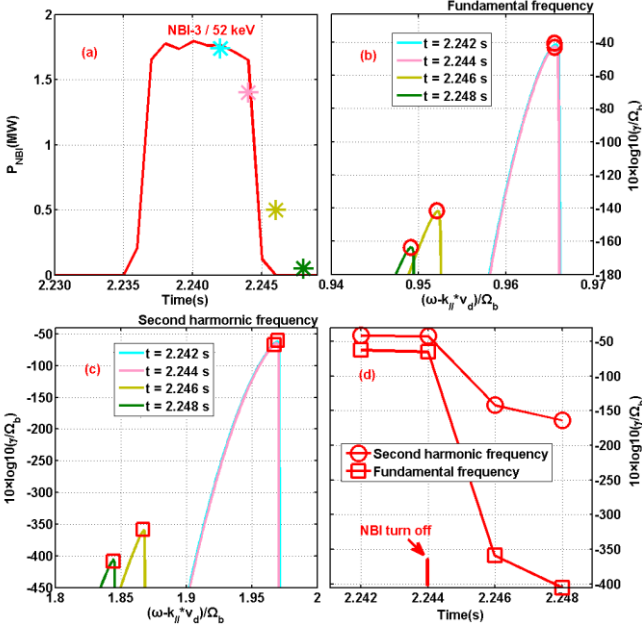 Fundamental frequency
NBI-3 / 52 keV
(a)
2
1.5
1
0.5
0
P_NBI(MW)
2.230
2.235
2.240
2.245
Time(s)
(b)
t = 2.242 s
t = 2.244 s
t = 2.246 s
t = 2.248 s
-40
-60
-80
-100
-120
-140
-160
-180
10×log10(γ/Ω_b)
0.94
0.95
0.96
0.97
(ω-k_//*v_d)/Ω_b
Second harmornic frequency
(c)
t = 2.242 s
t = 2.244 s
t = 2.246 s
t = 2.248 s
-50
-100
-150
-200
-250
-300
-350
-400
-450
10×log10(γ/Ω_b)
1.8
1.85
1.9
1.95
2
(ω-k_//*v_d)/Ω_b
(d)
Second harmonic frequency
Fundamental frequency
NBI turn off
-50
-100
-150
-200
-250
-300
-350
-400
10×log10(γ/Ω_b)
2.242
2.244
2.246
2.248
Time(s)